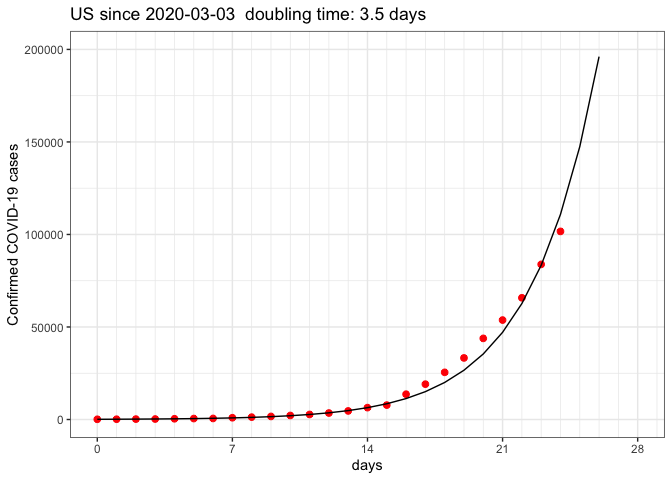 US since 2020-03-03  doubling time: 3.5 days
Confirmed COVID-19 cases
200000
150000
100000
50000
0
0 7 14 21 28
days